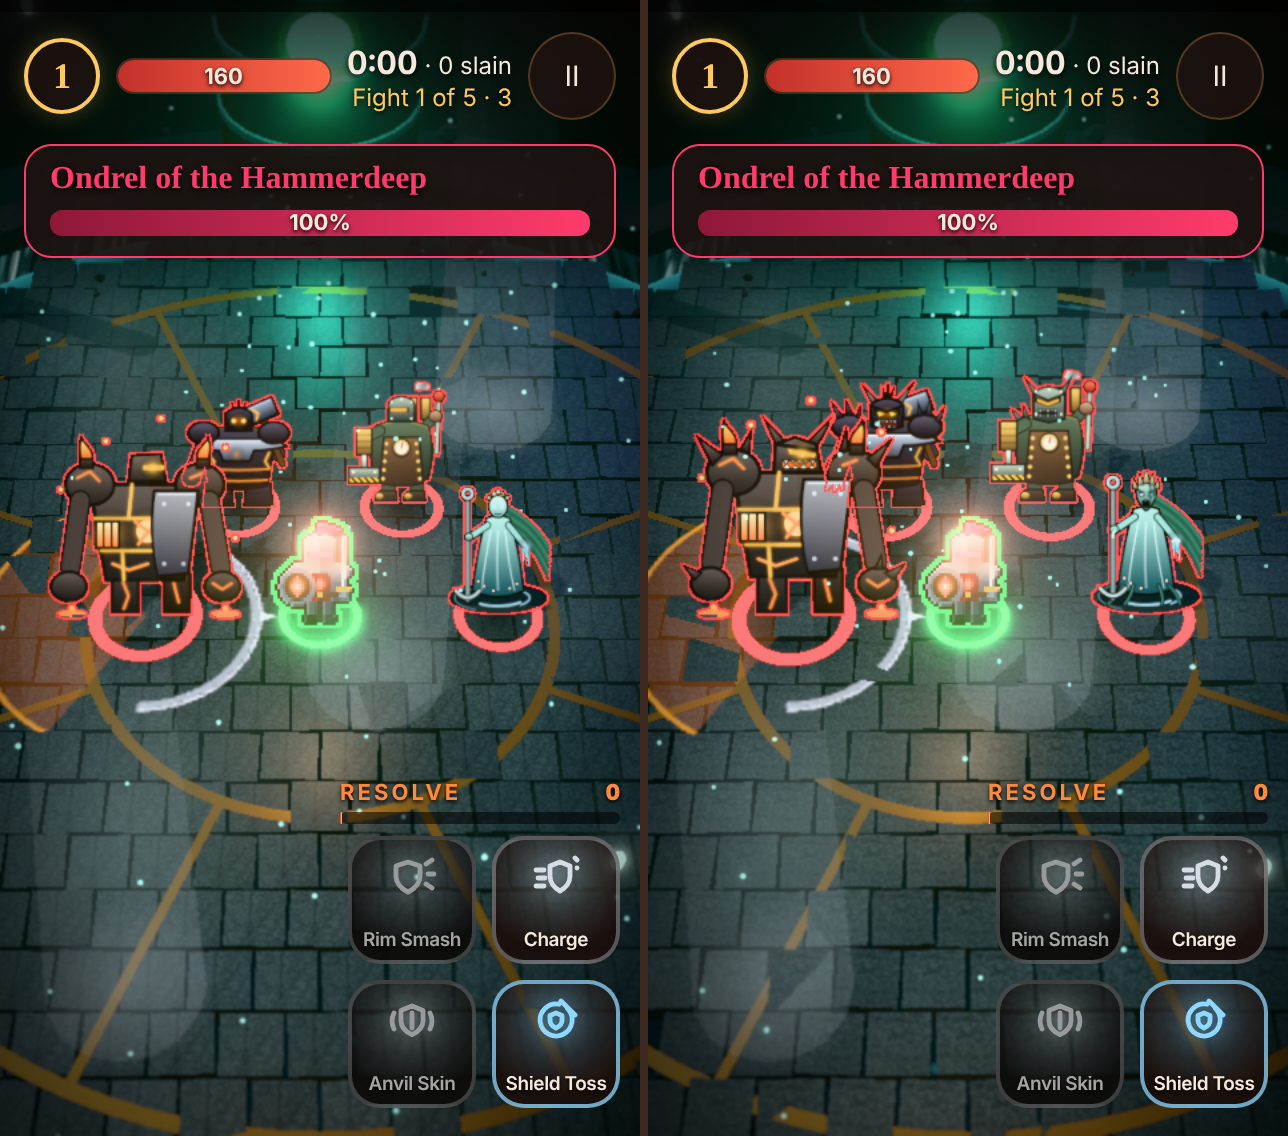 1
160
0:00 · 0 slain
Fight 1 of 5 · 3
Ondrel of the Hammerdeep
100%
RESOLVE 0
Rim Smash
Charge
Anvil Skin
Shield Toss
1
160
0:00 · 0 slain
Fight 1 of 5 · 3
Ondrel of the Hammerdeep
100%
RESOLVE 0
Rim Smash
Charge
Anvil Skin
Shield Toss